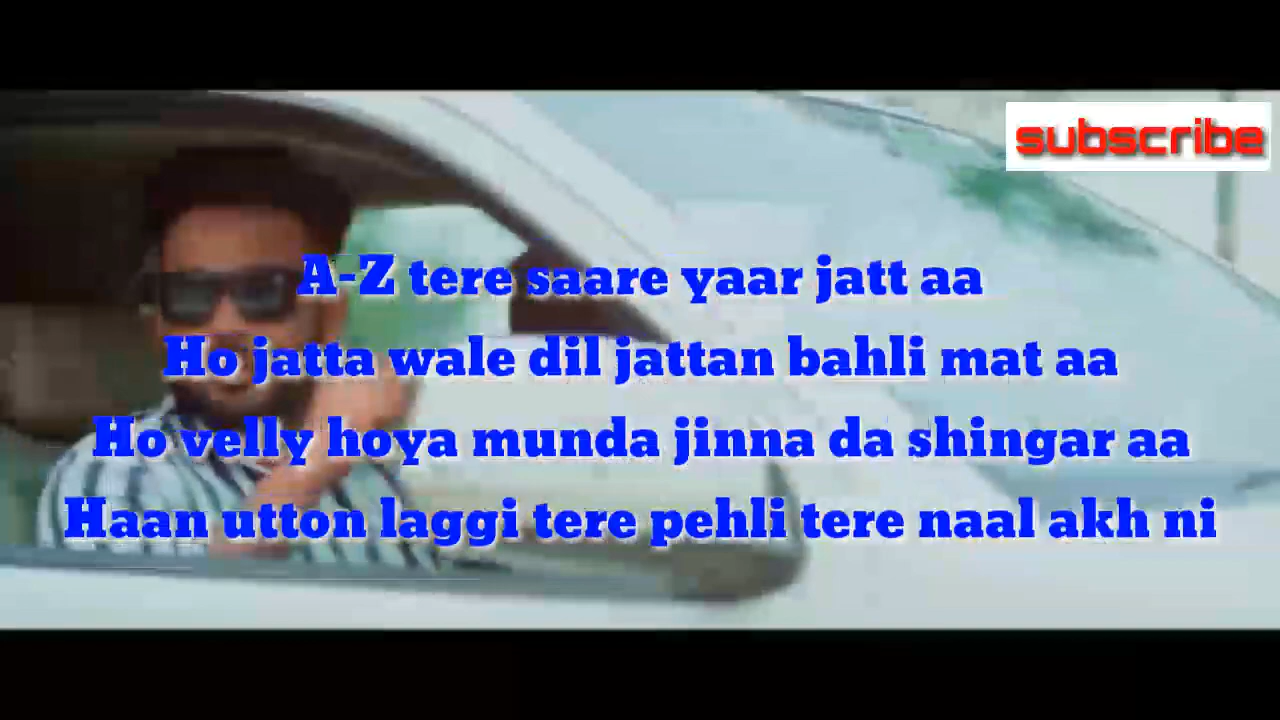 subscribe
A-Z tere saare yaar jatt aa
Ho jatta wale dil jattan bahli mat aa
Ho velly hoya munda jinna da shingar aa
Haan utton laggi tere pehli tere naal akh ni